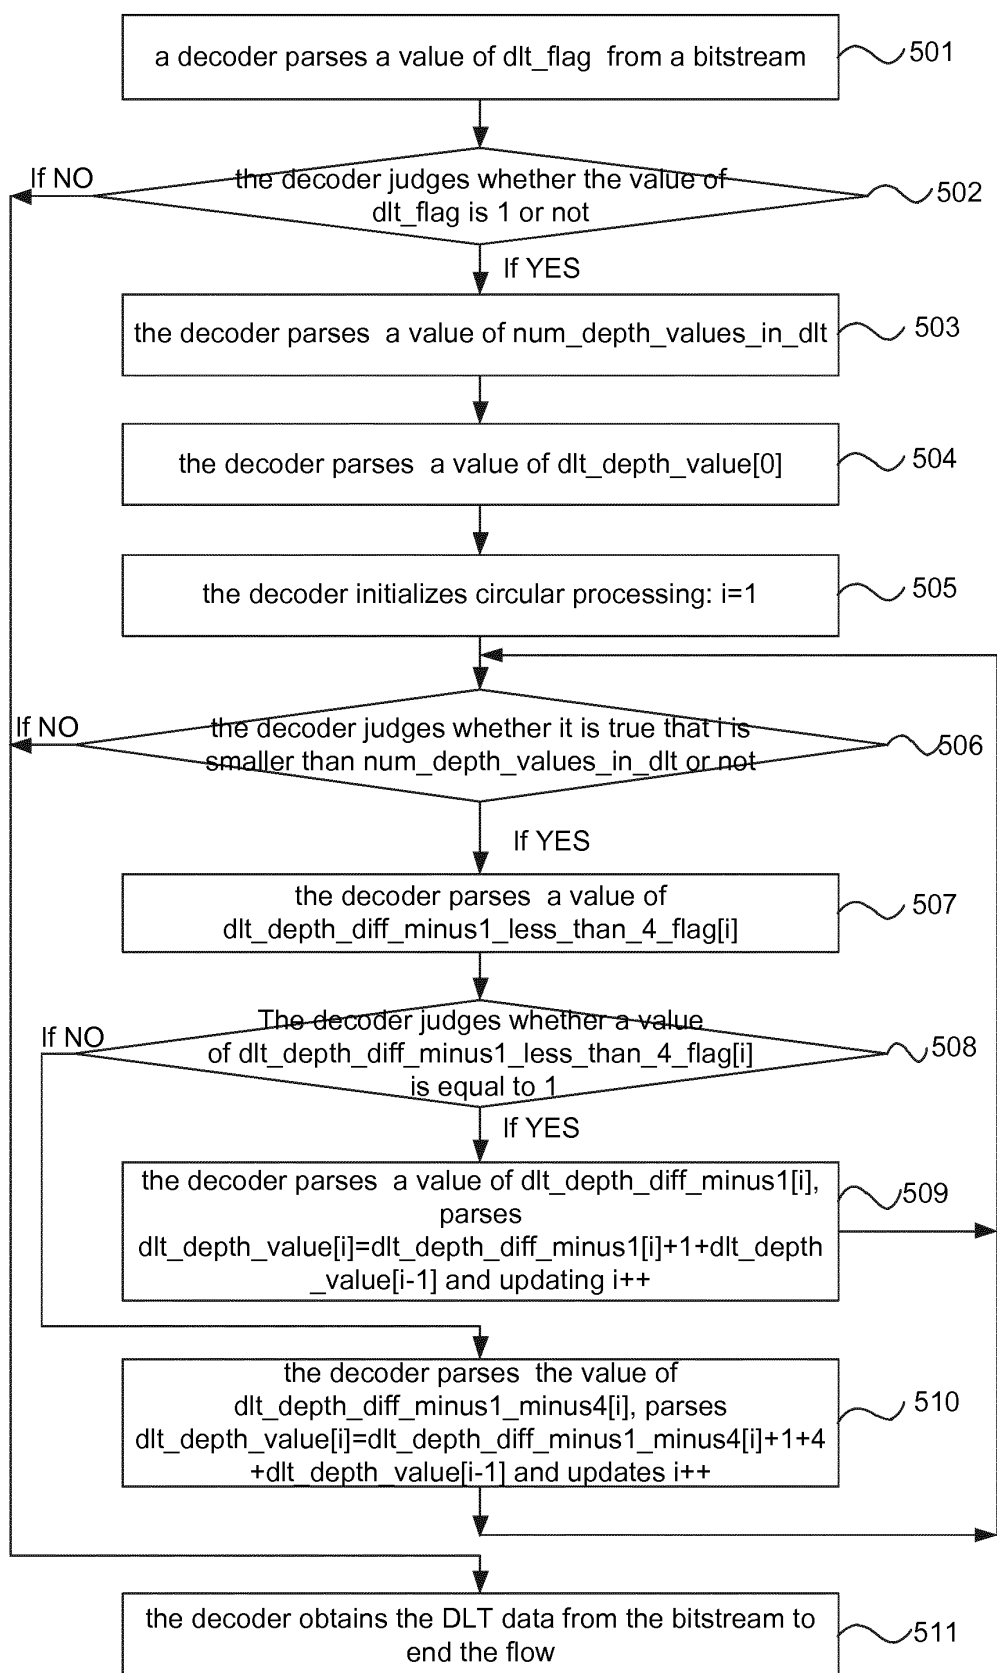 a decoder parses a value of dlt_flag from a bitstream
501
If NO
the decoder judges whether the value of
dlt_flag is 1 or not
502
If YES
the decoder parses a value of num_depth_values_in_dlt
503
the decoder parses a value of dlt_depth_value[0]
504
the decoder initializes circular processing: i=1
505
If NO
the decoder judges whether it is true that i is
smaller than num_depth_values_in_dlt or not
506
If YES
the decoder parses a value of
dlt_depth_diff_minus1_less_than_4_flag[i]
507
If NO
The decoder judges whether a value
of dlt_depth_diff_minus1_less_than_4_flag[i]
is equal to 1
508
If YES
the decoder parses a value of dlt_depth_diff_minus1[i],
parses
dlt_depth_value[i]=dlt_depth_diff_minus1[i]+1+dlt_depth
_value[i-1] and updating i++
509
the decoder parses the value of
dlt_depth_diff_minus1_minus4[i], parses
dlt_depth_value[i]=dlt_depth_diff_minus1_minus4[i]+1+4
+dlt_depth_value[i-1] and updates i++
510
the decoder obtains the DLT data from the bitstream to
end the flow
511